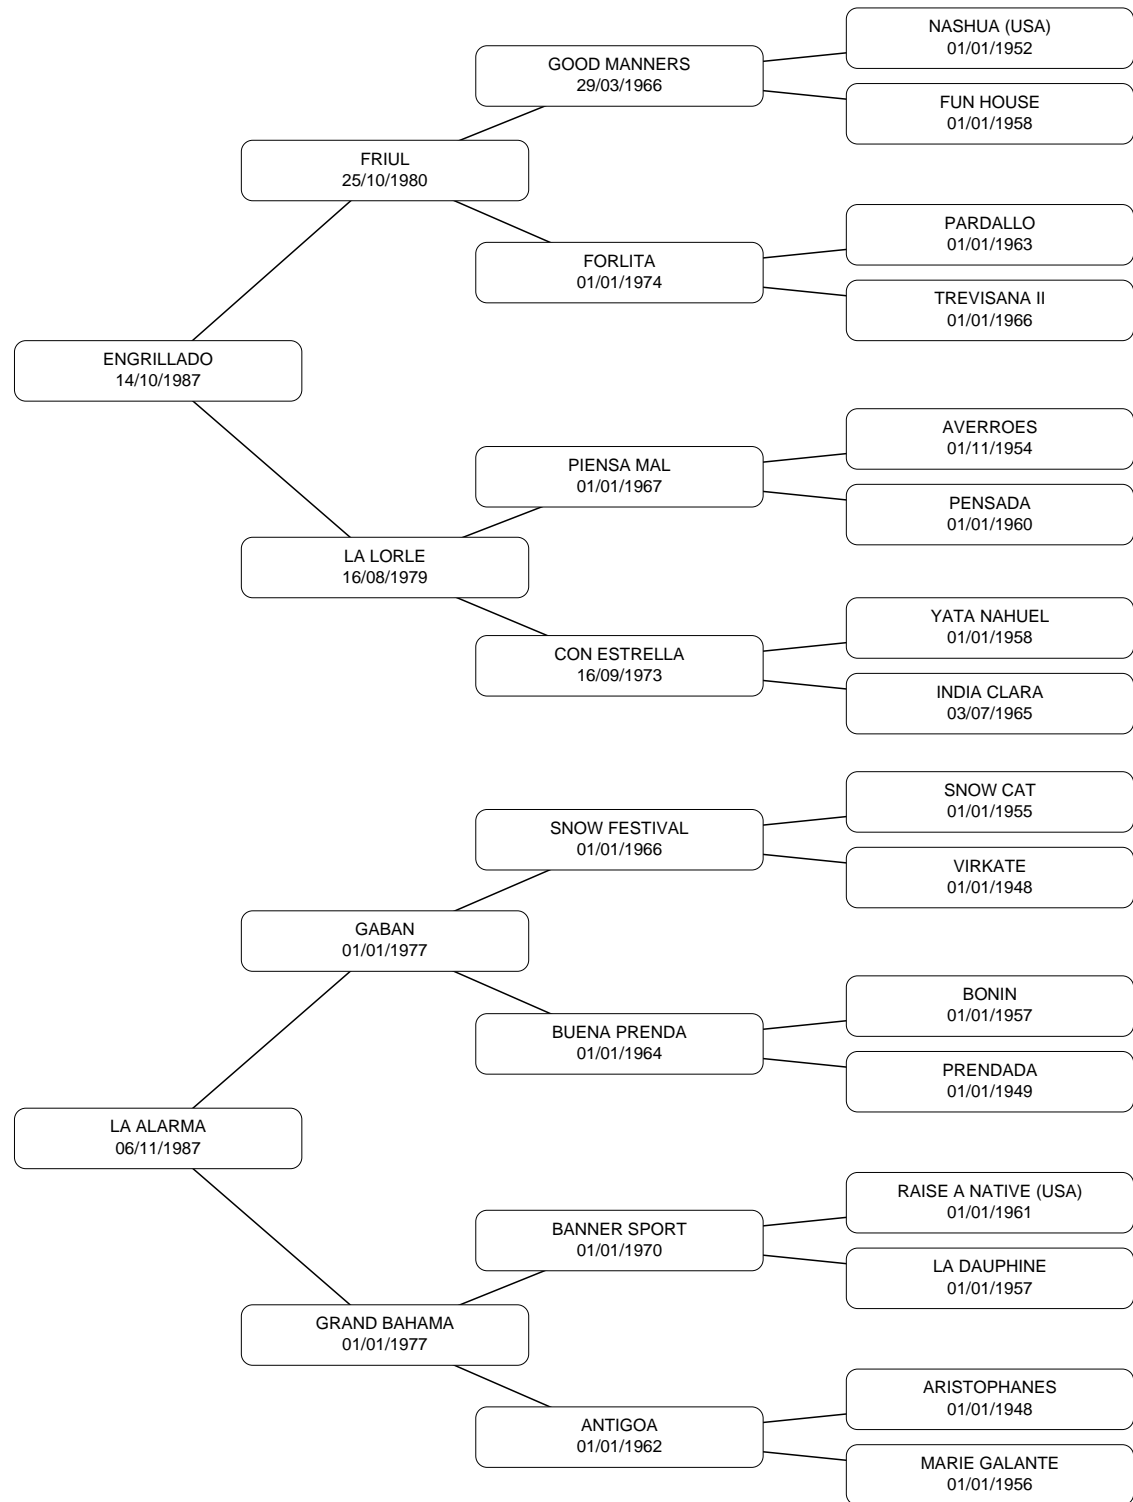 NASHUA (USA)
01/01/1952
GOOD MANNERS
29/03/1966
FUN HOUSE
01/01/1958
FRIUL
25/10/1980
PARDALLO
01/01/1963
FORLITA
01/01/1974
TREVISANA II
01/01/1966
ENGRILLADO
14/10/1987
AVERROES
01/11/1954
PIENSA MAL
01/01/1967
PENSADA
01/01/1960
LA LORLE
16/08/1979
YATA NAHUEL
01/01/1958
CON ESTRELLA
16/09/1973
INDIA CLARA
03/07/1965
SNOW CAT
01/01/1955
SNOW FESTIVAL
01/01/1966
VIRKATE
01/01/1948
GABAN
01/01/1977
BONIN
01/01/1957
BUENA PRENDA
01/01/1964
PRENDADA
01/01/1949
LA ALARMA
06/11/1987
RAISE A NATIVE (USA)
01/01/1961
BANNER SPORT
01/01/1970
LA DAUPHINE
01/01/1957
GRAND BAHAMA
01/01/1977
ARISTOPHANES
01/01/1948
ANTIGOA
01/01/1962
MARIE GALANTE
01/01/1956